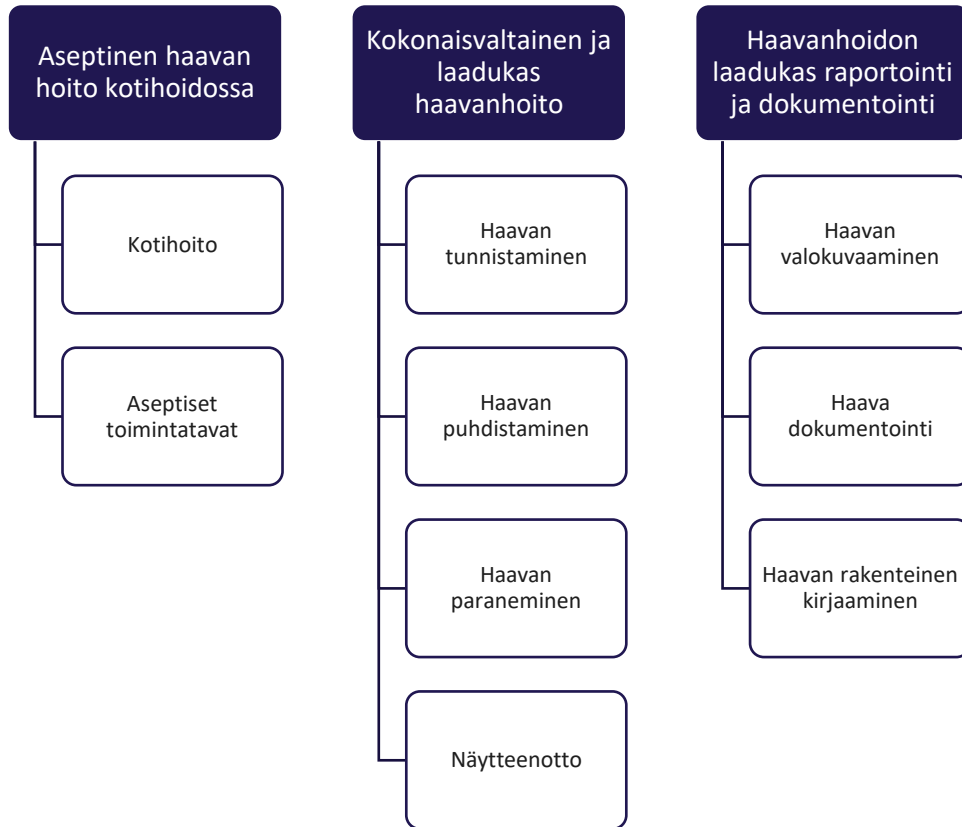 Aseptinen haavan
hoito kotihoidossa
Kotihoito
Aseptiset
toimintatavat
Kokonaisvaltainen ja
laadukas
haavanhoito
Haavan
tunnistaminen
Haavan
puhdistaminen
Haavan
paraneminen
Näytteenotto
Haavanhoidon
laadukas raportointi
ja dokumentointi
Haavan
valokuvaaminen
Haava
dokumentointi
Haavan rakenteinen
kirjaaminen